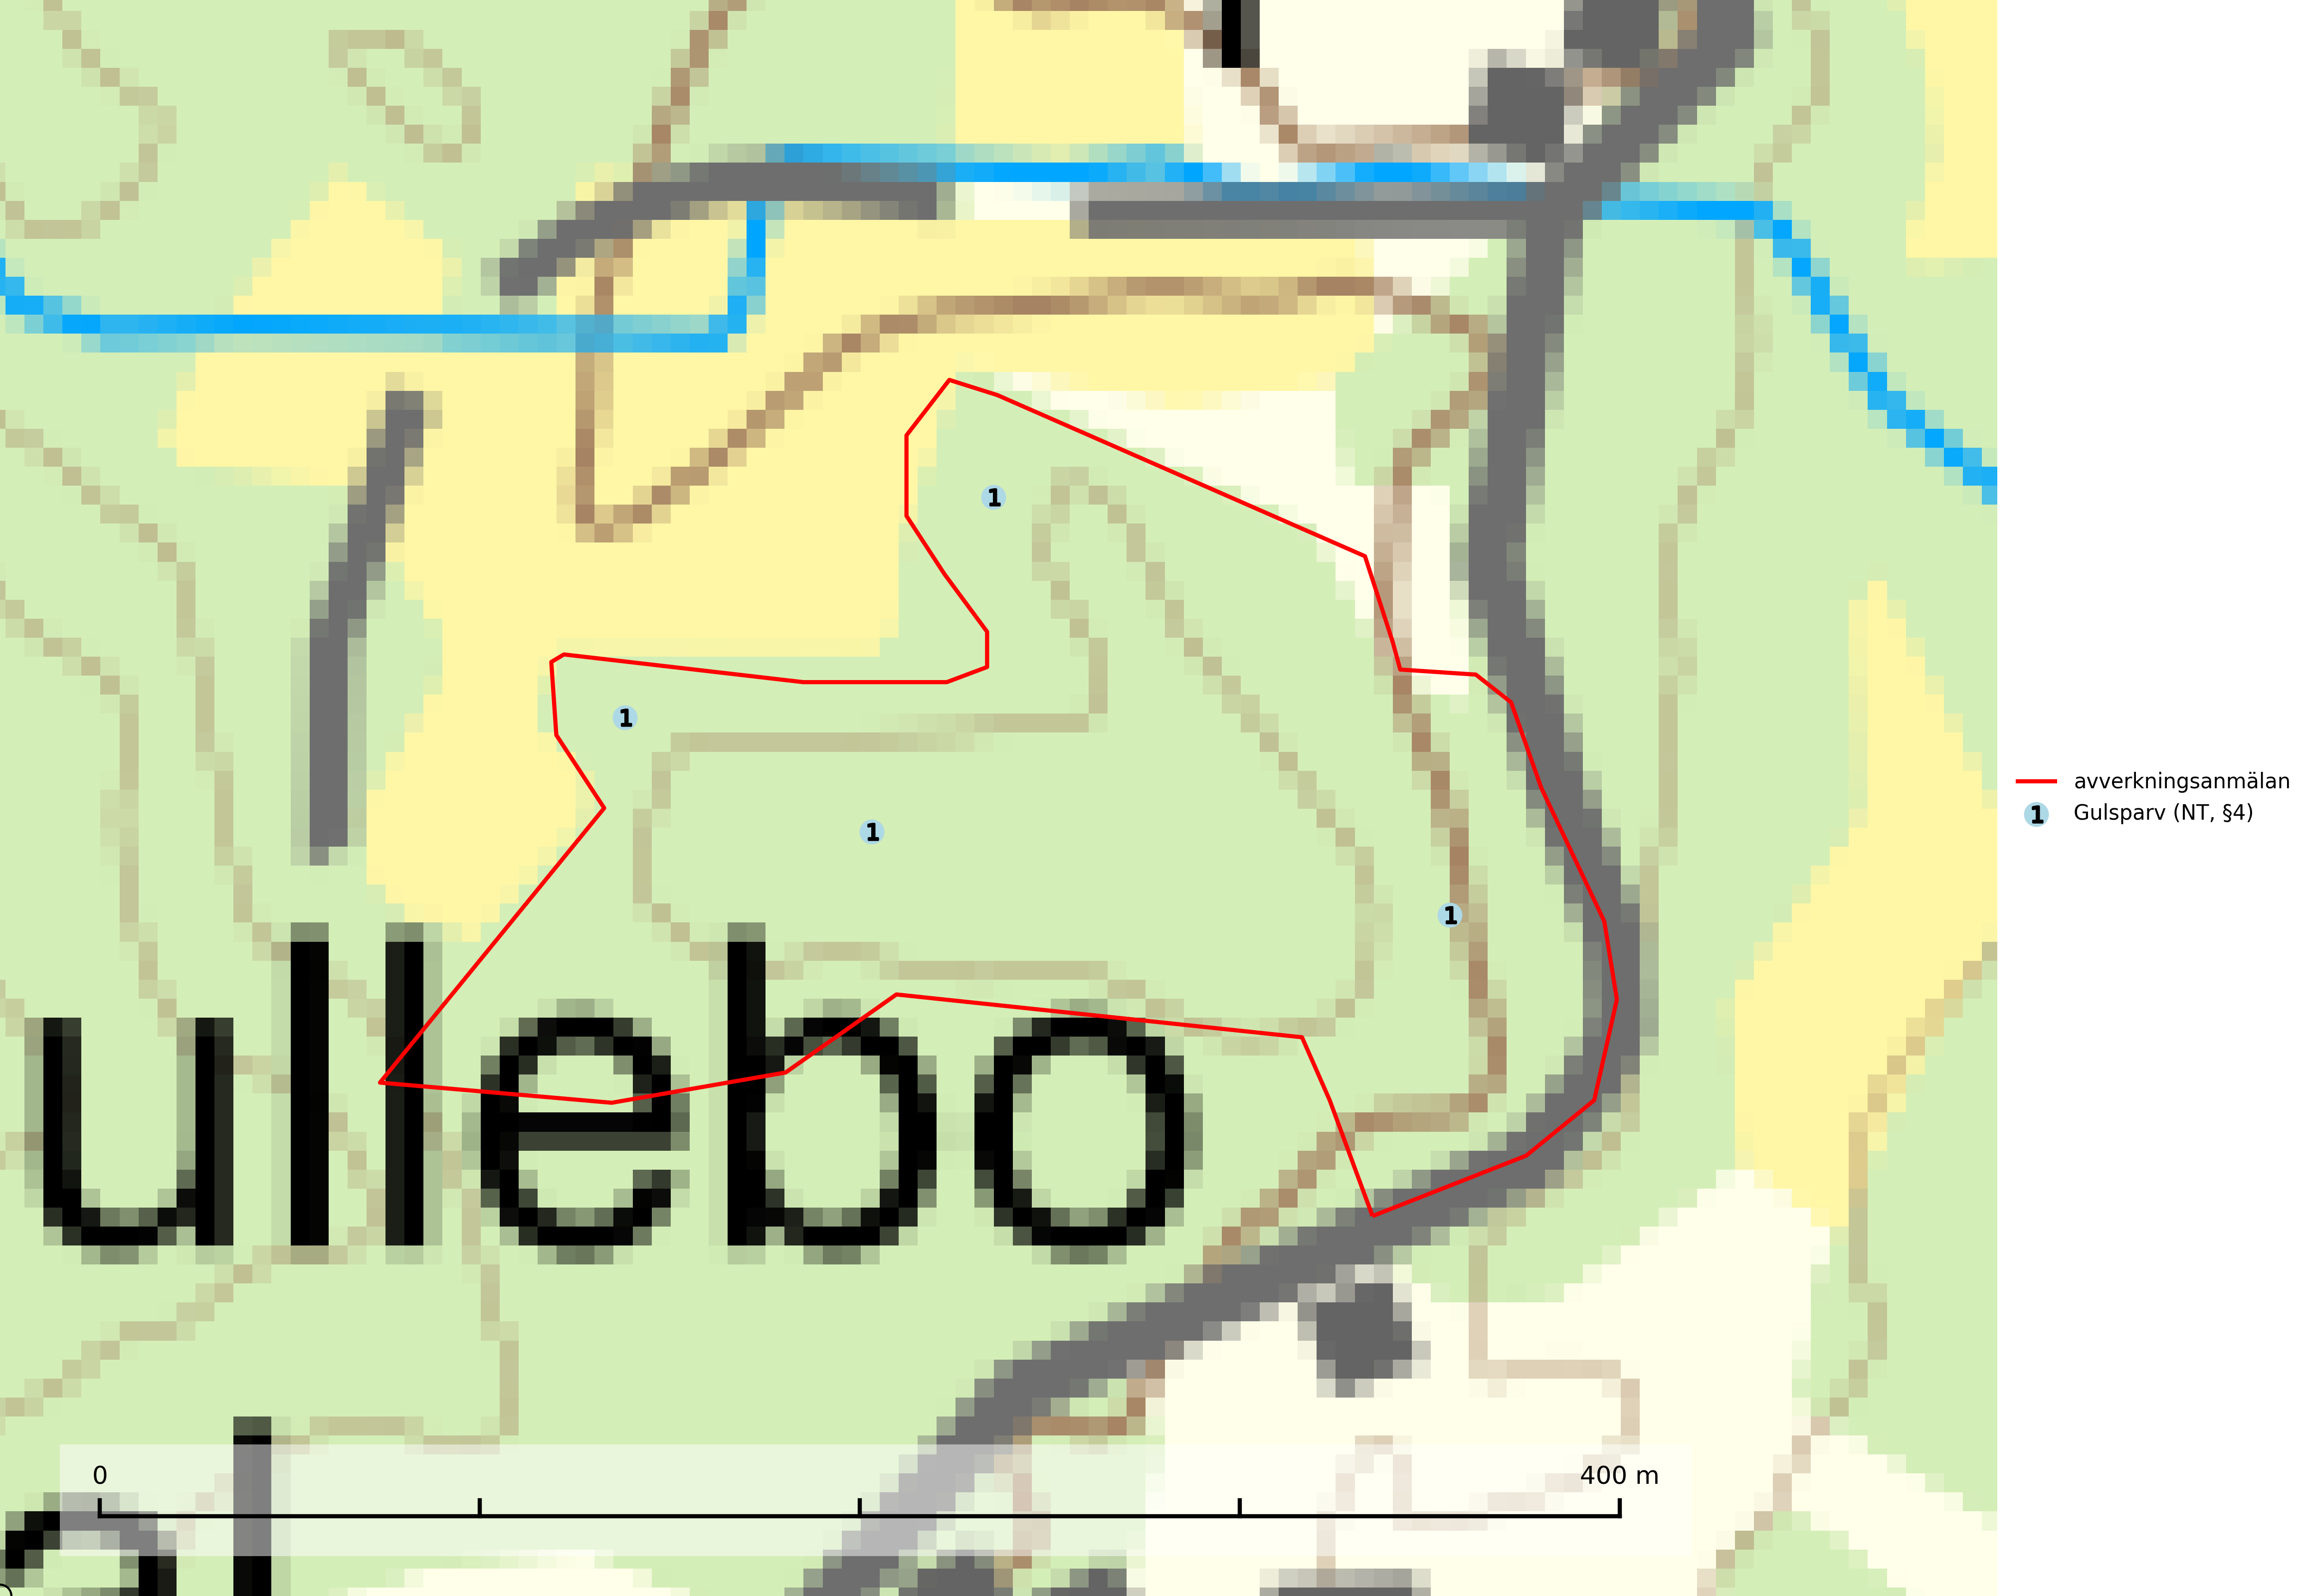 1
1
1
1
ullebo
0 400 m
avverkningsanmälan
1 Gulsparv (NT, §4)